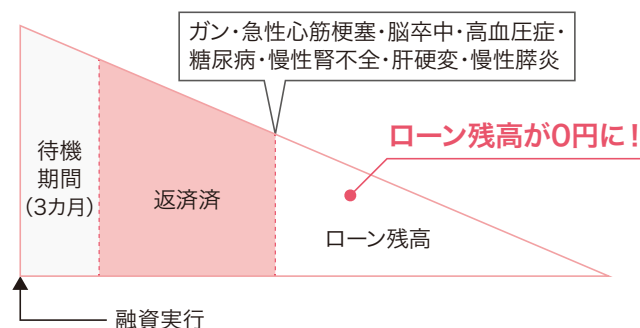 ガン・急性心筋梗塞・脳卒中・高血圧症・
糖尿病・慢性腎不全・肝硬変・慢性膵炎
ローン残高が0円に！
待機
期間
（3カ月）
返済済
ローン残高
融資実行